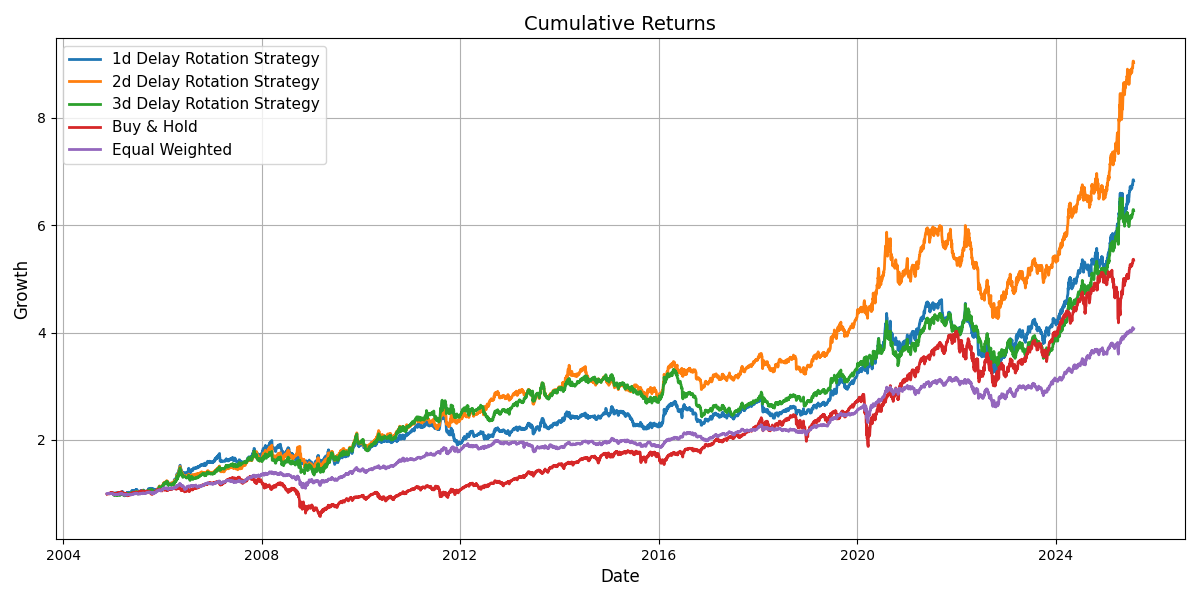 Cumulative Returns
1d Delay Rotation Strategy
2d Delay Rotation Strategy
3d Delay Rotation Strategy
Buy & Hold
Equal Weighted
Growth
8
6
4
2
2004 2008 2012 2016 2020 2024
Date